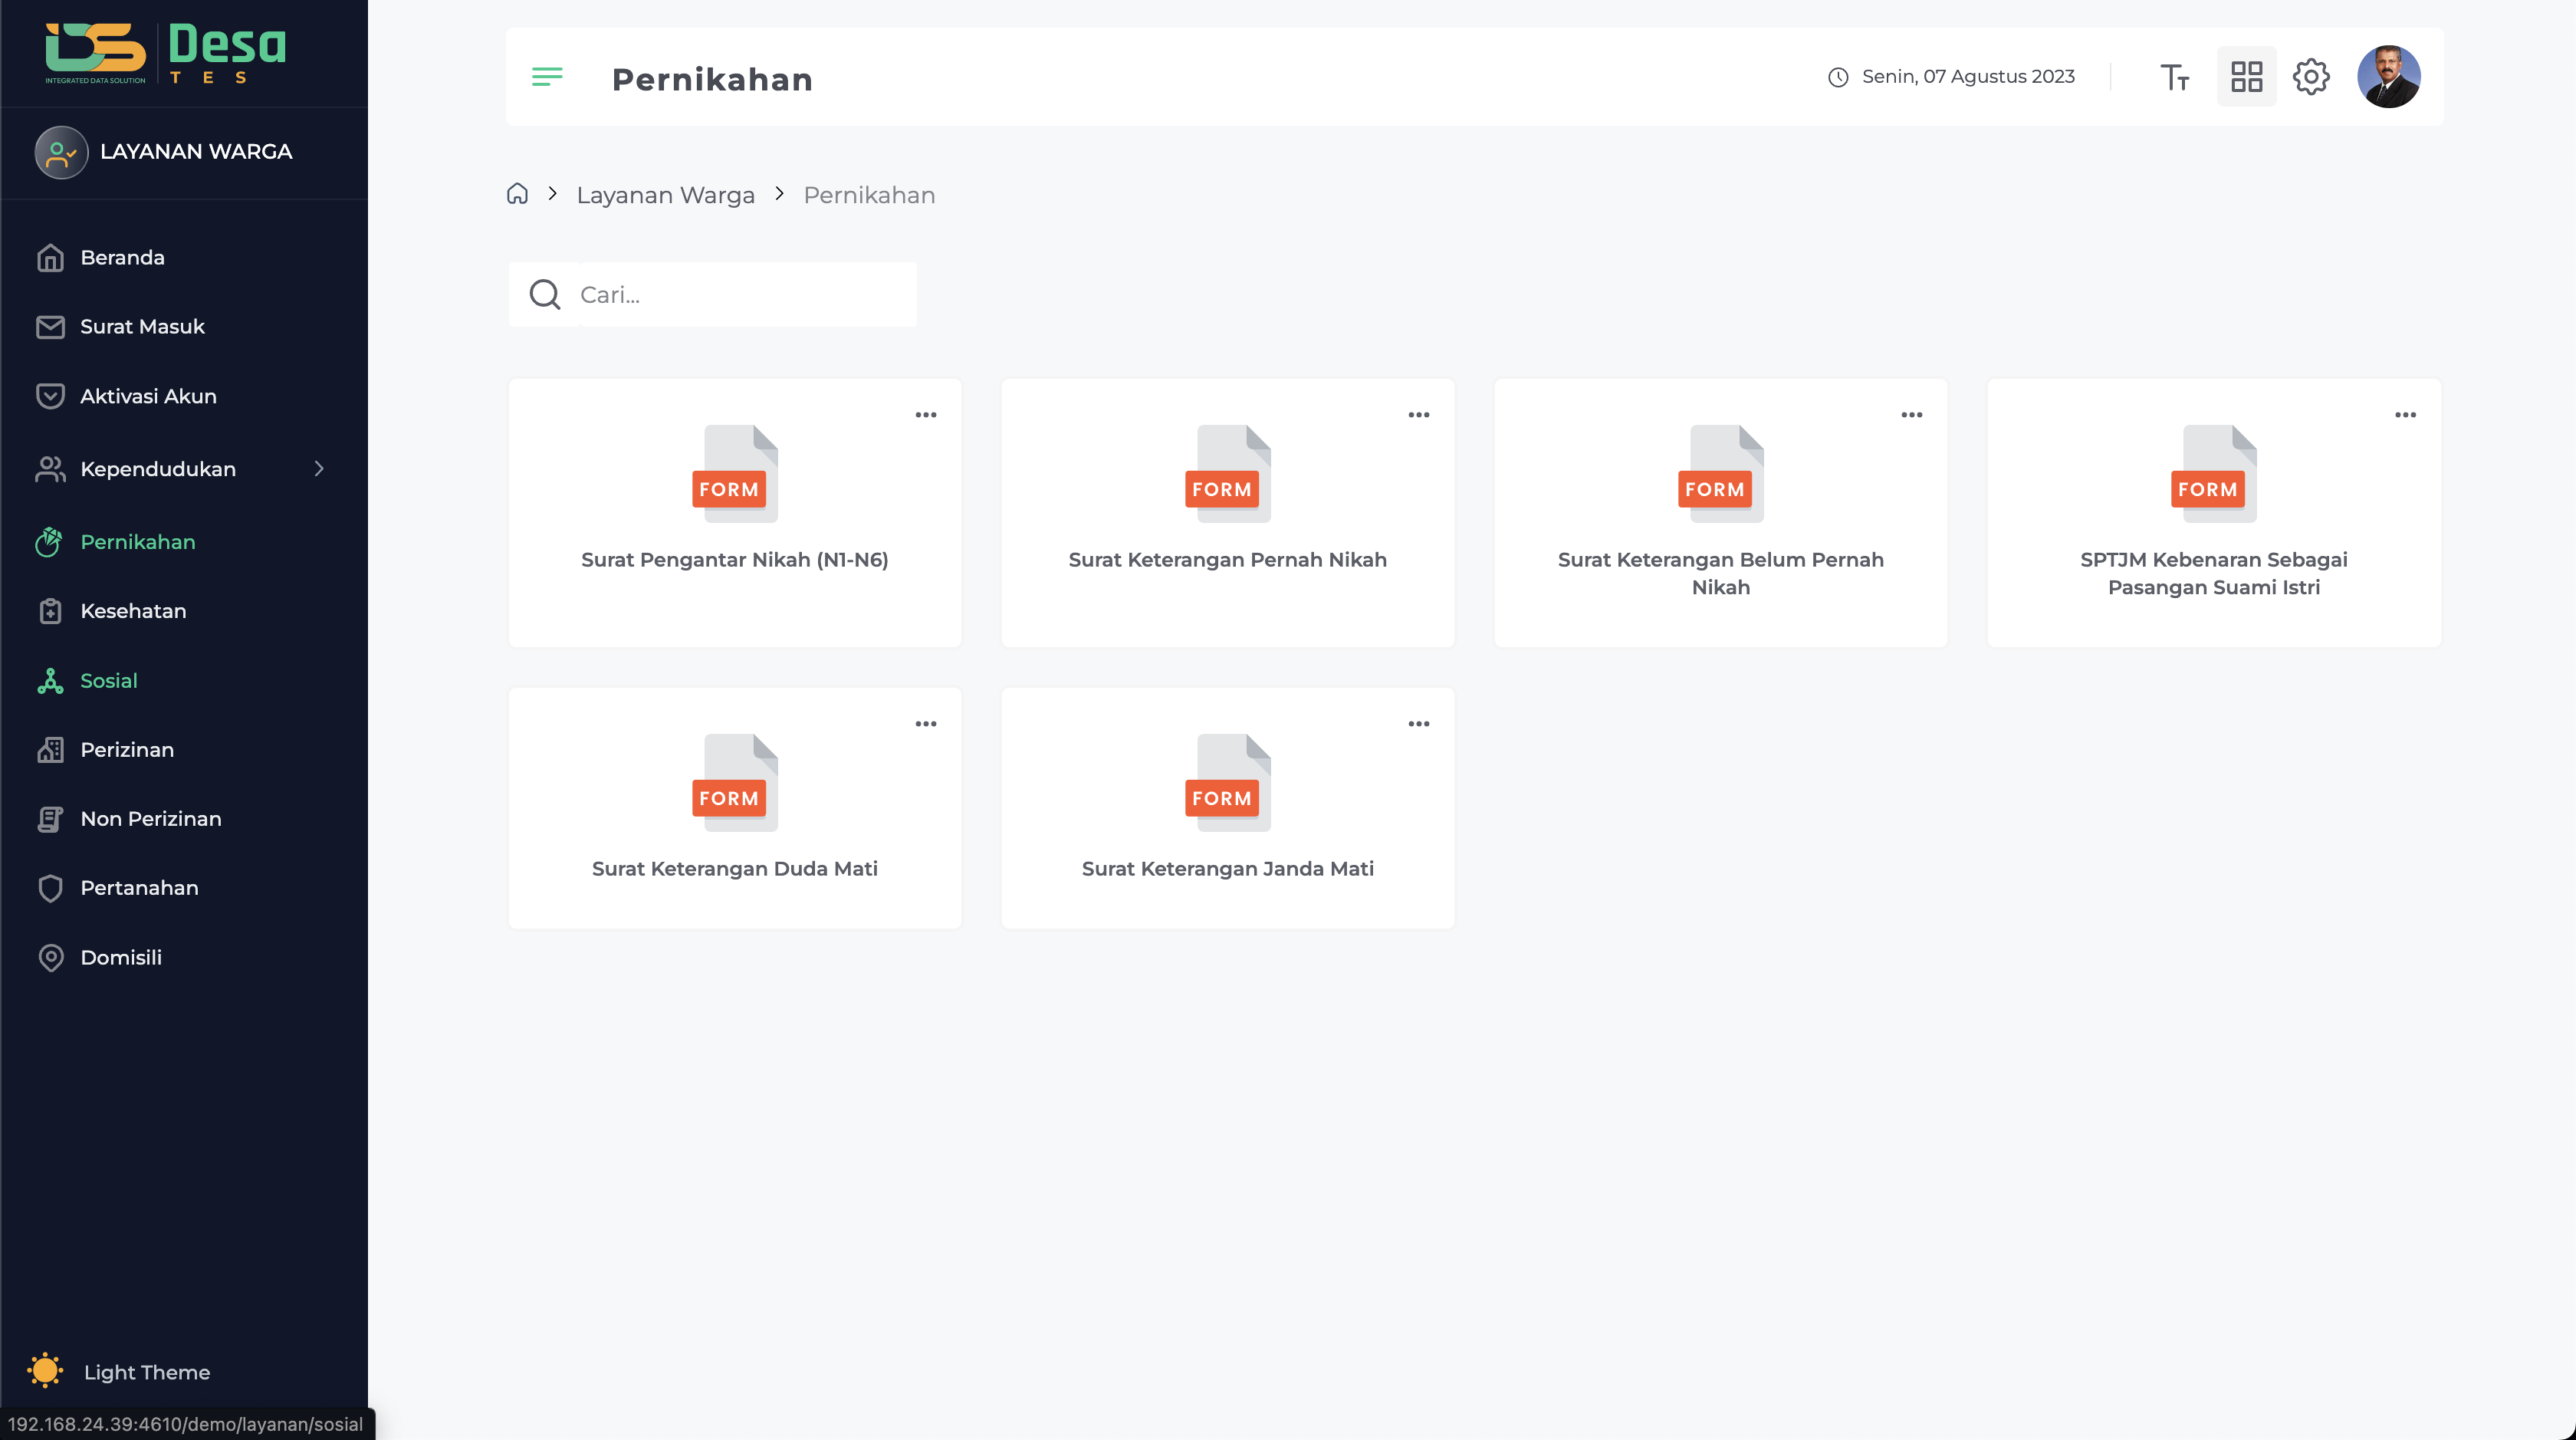 IDS
INTEGRATED DATA SOLUTION
Desa
TES
LAYANAN WARGA
Beranda
Surat Masuk
Aktivasi Akun
Kependudukan
Pernikahan
Kesehatan
Sosial
Perizinan
Non Perizinan
Pertanahan
Domisili
Light Theme
192.168.24.39:4610/demo/layanan/sosial
Pernikahan
Senin, 07 Agustus 2023
Layanan Warga > Pernikahan
Cari...
FORM
Surat Pengantar Nikah (N1-N6)
FORM
Surat Keterangan Pernah Nikah
FORM
Surat Keterangan Belum Pernah
Nikah
FORM
SPTJM Kebenaran Sebagai
Pasangan Suami Istri
FORM
Surat Keterangan Duda Mati
FORM
Surat Keterangan Janda Mati